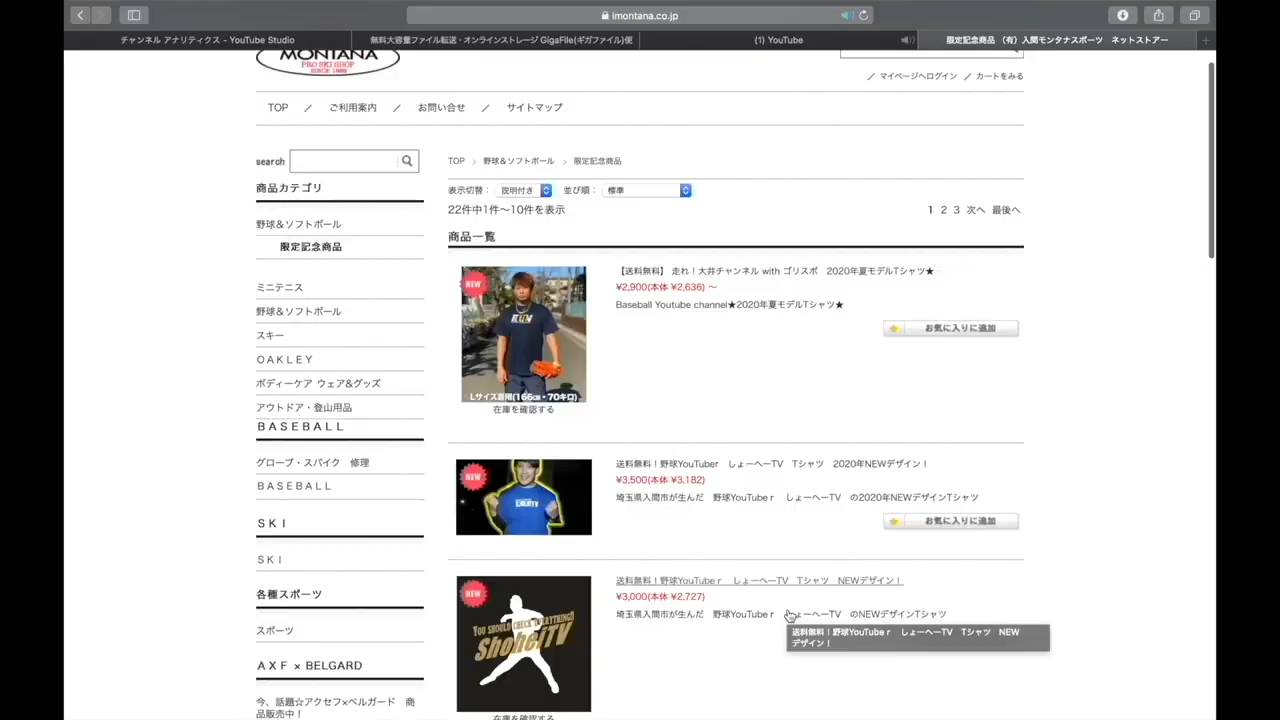 imontana.co.jp
チャンネル アナリティクス - YouTube Studio
無料大容量ファイル転送・オンラインストレージ GigaFile(ギガファイル)便
(1) YouTube
限定記念商品 （有）入間モンタナスポーツ ネットストアー
MONTANA
PRO SKI SHOP
SINCE 1969
／ マイページへログイン ／ カートをみる
TOP ／ ご利用案内 ／ お問い合せ ／ サイトマップ
search
TOP > 野球＆ソフトボール > 限定記念商品
商品カテゴリ
表示切替： 説明付き 並び順： 標準
22件中1件〜10件を表示
1 2 3 次へ 最後へ
野球＆ソフトボール
限定記念商品
ミニテニス
野球＆ソフトボール
スキー
ＯＡＫＬＥＹ
ボディーケア ウェア&グッズ
アウトドア・登山用品
ＢＡＳＥＢＡＬＬ
グローブ・スパイク 修理
ＢＡＳＥＢＡＬＬ
ＳＫＩ
ＳＫＩ
各種スポーツ
スポーツ
ＡＸＦ × BELGARD
今、話題☆アクセフ×ベルガード 商
品販売中！
商品一覧
NEW
RUN
Lサイズ着用(166㎝・70キロ)
在庫を確認する
【送料無料】 走れ！大井チャンネル with ゴリスポ 2020年夏モデルTシャツ★
¥2,900(本体 ¥2,636) 〜
Baseball Youtube channel★2020年夏モデルTシャツ★
お気に入りに追加
NEW
送料無料！野球YouTuber しょーへーTV Tシャツ 2020年NEWデザイン！
¥3,500(本体 ¥3,182)
埼玉県入間市が生んだ 野球YouTubeｒ しょーへーTV の2020年NEWデザインTシャツ
お気に入りに追加
NEW
YOU SHOULD CHECK EVERYTHING!!
ShoheiTV
在庫を確認する
送料無料！野球YouTubeｒ しょーへーTV Tシャツ NEWデザイン！
¥3,000(本体 ¥2,727)
埼玉県入間市が生んだ 野球YouTubeｒ しょーへーTV のNEWデザインTシャツ
送料無料！野球YouTubeｒ しょーへーTV Tシャツ NEW
デザイン！